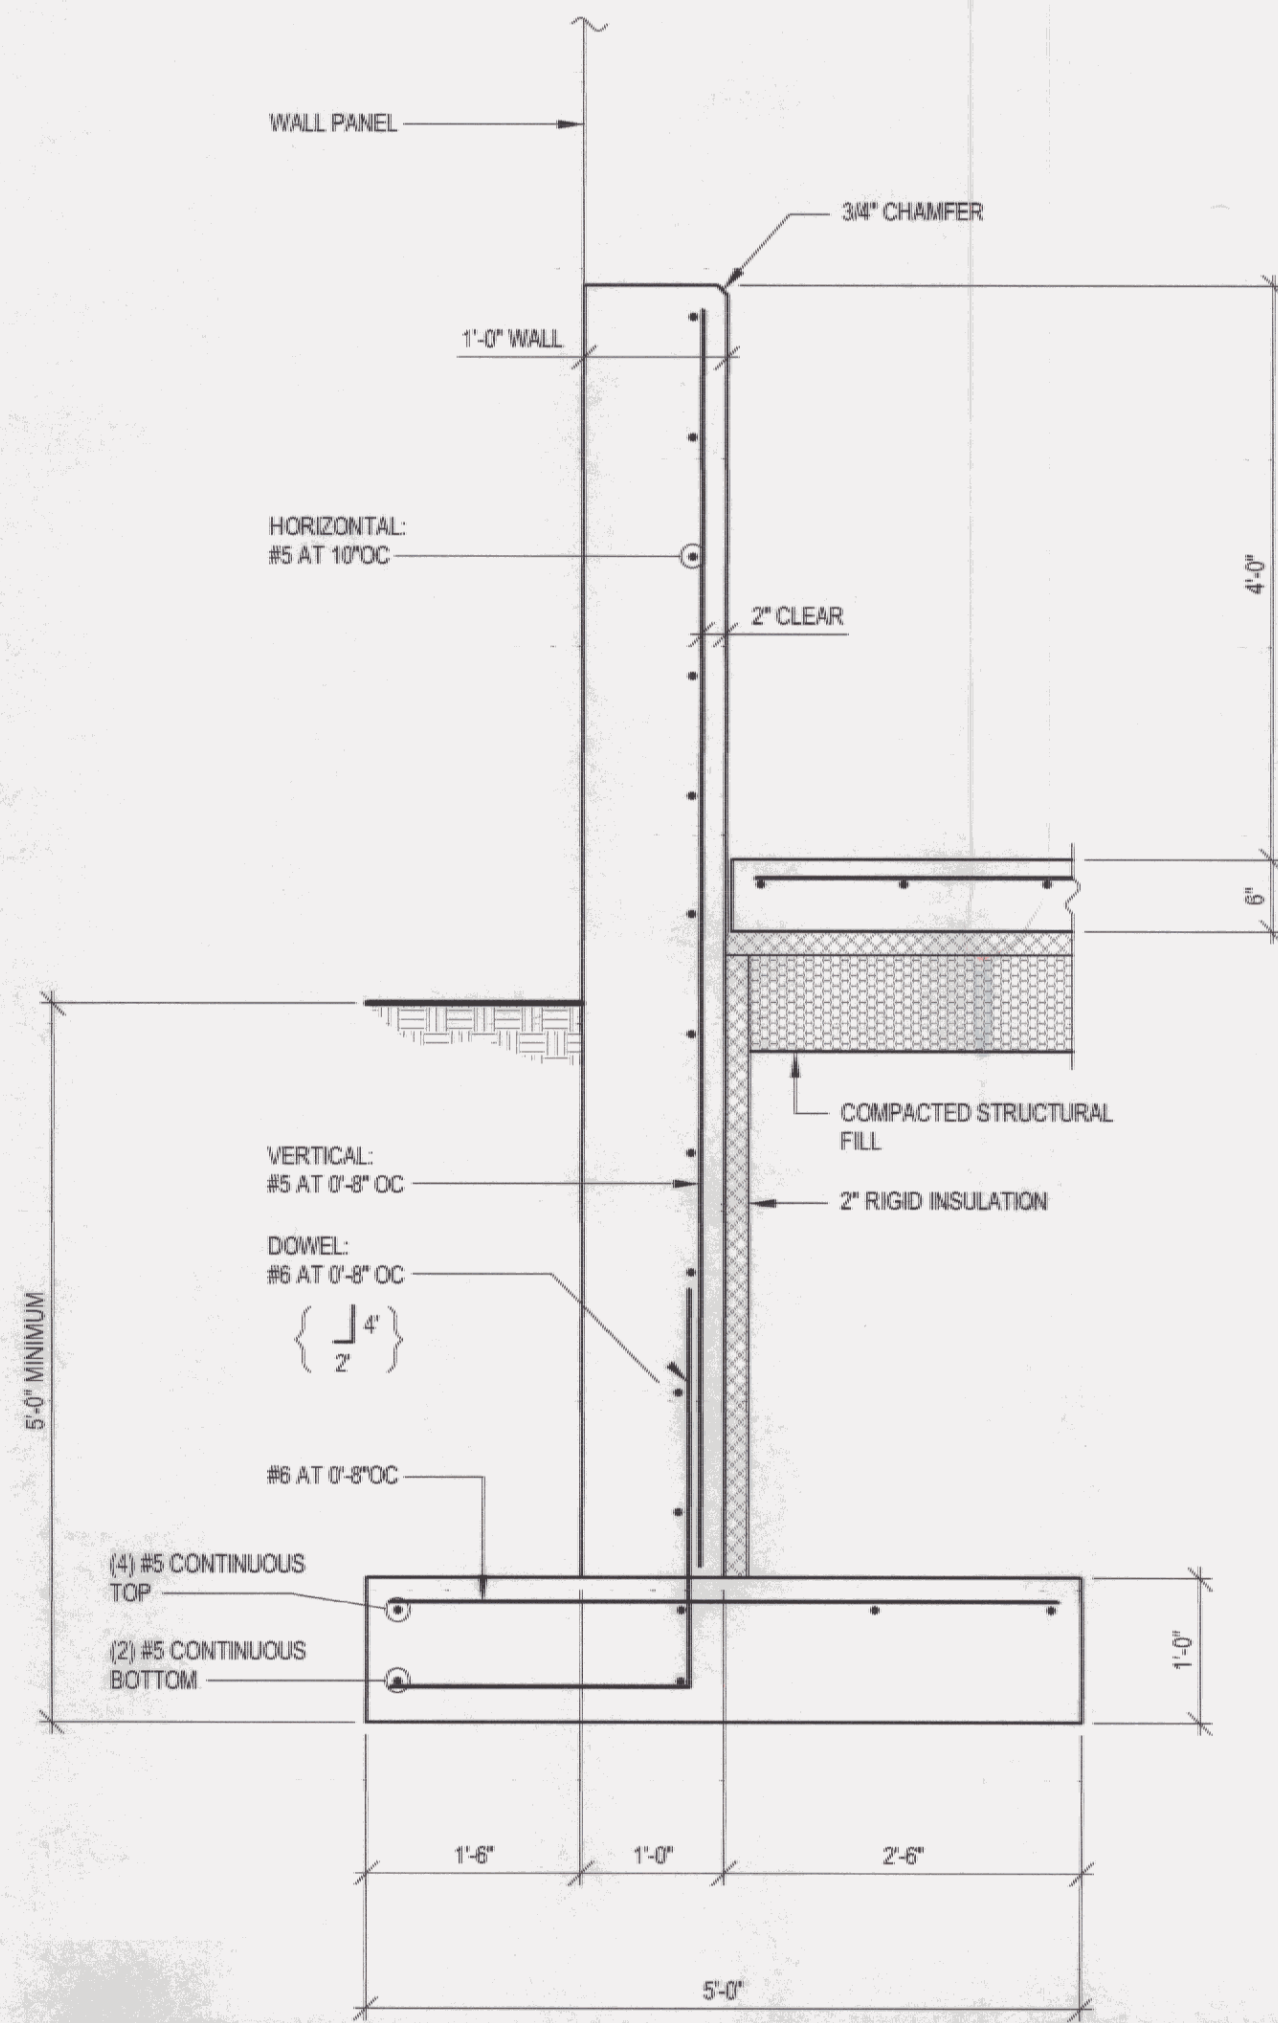 WALL PANEL
3/4" CHAMFER
1'-0" WALL
HORIZONTAL:
#5 AT 10"OC
4'-0"
2" CLEAR
6"
COMPACTED STRUCTURAL
FILL
VERTICAL:
#5 AT 0'-8" OC
2" RIGID INSULATION
DOWEL:
#6 AT 0'-8" OC
4'
2'
5'-0" MINIMUM
#6 AT 0'-8"OC
(4) #5 CONTINUOUS
TOP
(2) #5 CONTINUOUS
BOTTOM
1'-0"
1'-6"
1'-0"
2'-6"
5'-0"